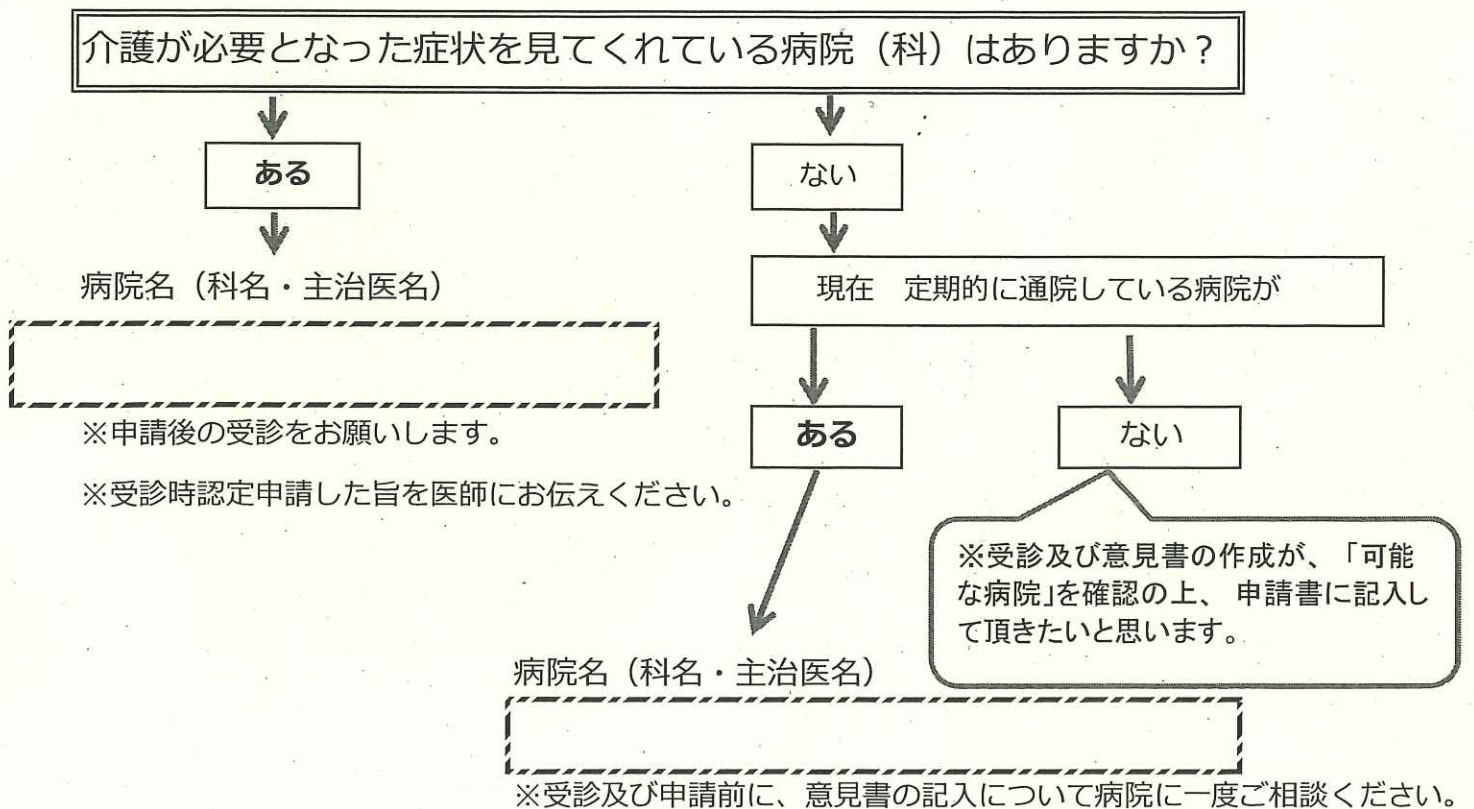 介護が必要となった症状を見てくれている病院（科）はありますか？
ある
ない
病院名（科名・主治医名）
現在　定期的に通院している病院が
※申請後の受診をお願いします。
※受診時認定申請した旨を医師にお伝えください。
ある
ない
※受診及び意見書の作成が、「可能
な病院」を確認の上、 申請書に記入し
て頂きたいと思います。
病院名（科名・主治医名）
※受診及び申請前に、意見書の記入について病院に一度ご相談ください。